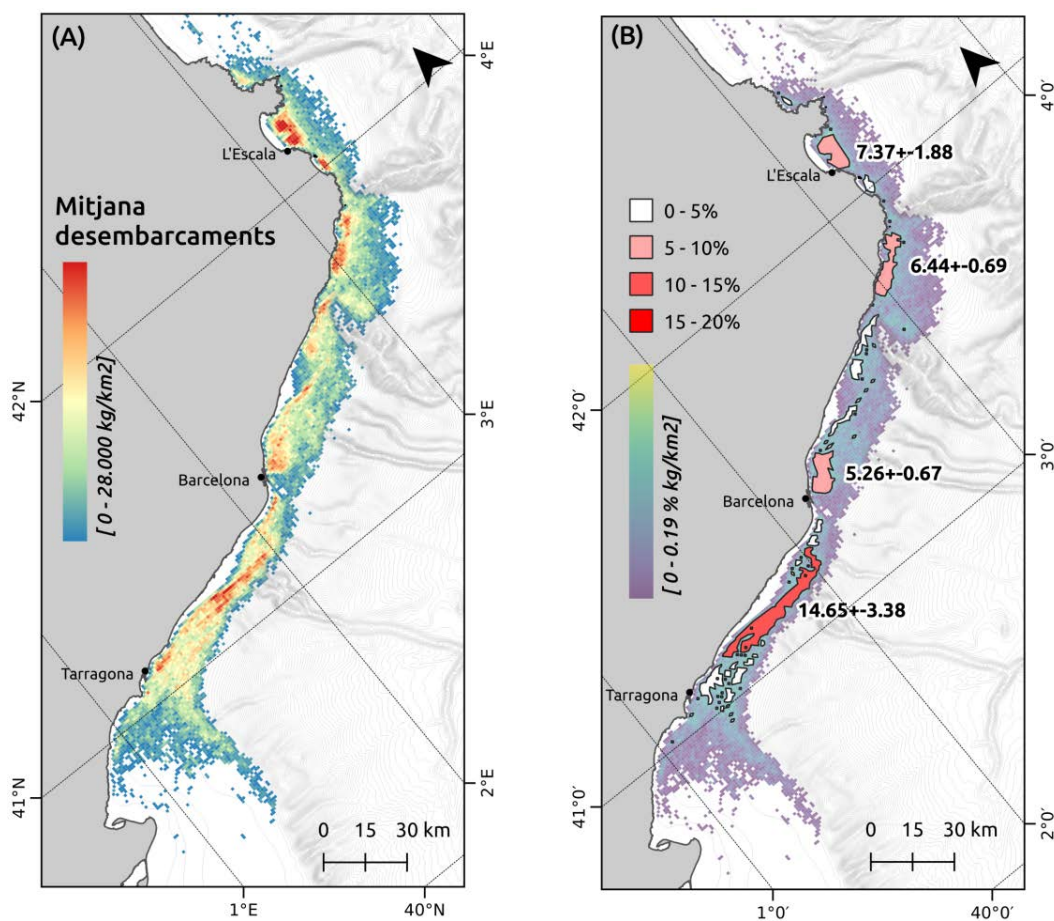 (A)
4°E
L'Escala
Mitjana
desembarcaments
[ 0 - 28.000 kg/km2]
42°N
3°E
Barcelona
Tarragona
41°N
2°E
0 15 30 km
1°E
40°N
(B)
4°0′
7.37+-1.88
L'Escala
0 - 5%
5 - 10%
10 - 15%
15 - 20%
6.44+-0.69
[ 0 - 0.19 % kg/km2]
42°0′
3°0′
5.26+-0.67
Barcelona
14.65+-3.38
Tarragona
41°0′
2°0′
0 15 30 km
1°0′
40°0′